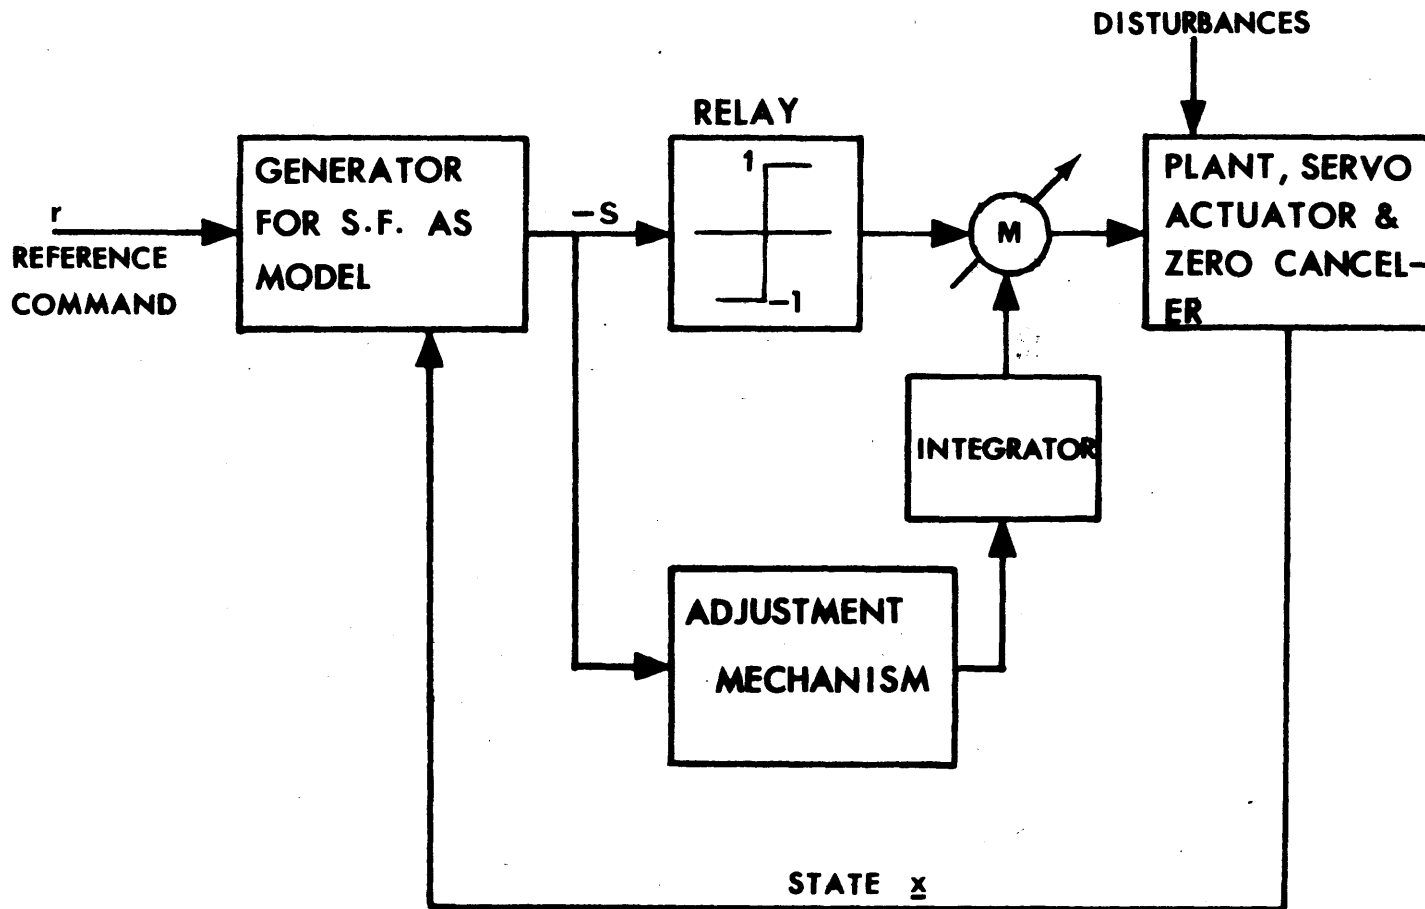 DISTURBANCES
RELAY
GENERATOR
FOR S.F. AS
MODEL
r
REFERENCE
COMMAND
-S
1
-1
M
PLANT, SERVO
ACTUATOR &
ZERO CANCEL-
ER
INTEGRATOR
ADJUSTMENT
MECHANISM
STATE x